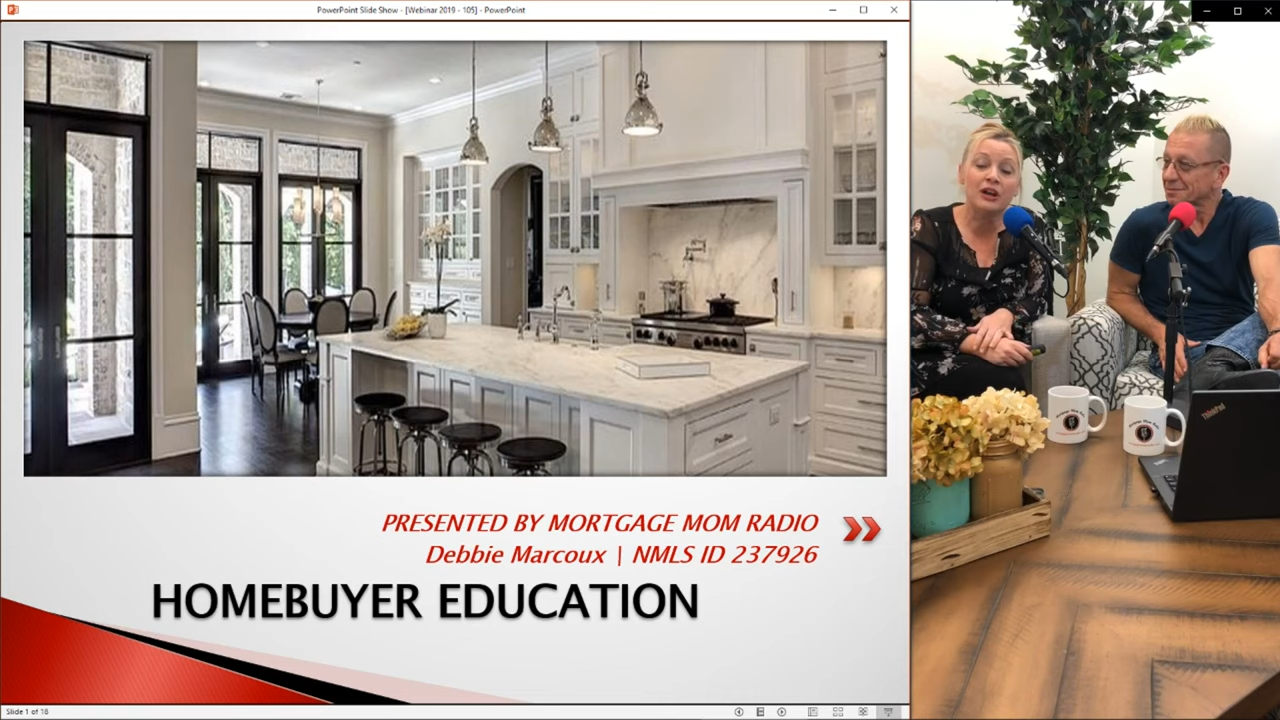 PowerPoint Slide Show - [Webinar 2019 - 105] - PowerPoint
PRESENTED BY MORTGAGE MOM RADIO
Debbie Marcoux | NMLS ID 237926
HOMEBUYER EDUCATION
Slide 1 of 18
ThinkPad